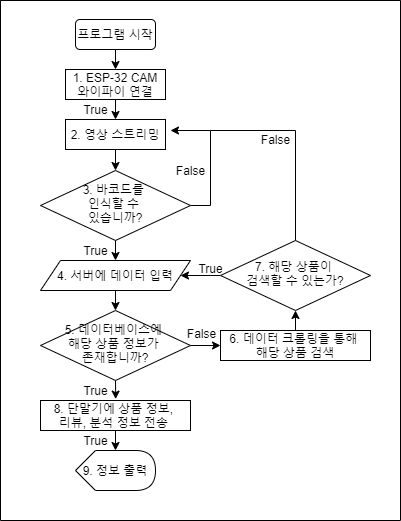 프로그램 시작
1. ESP-32 CAM
와이파이 연결
True
2. 영상 스트리밍
False
False
3. 바코드를
인식할 수
있습니까?
True
4. 서버에 데이터 입력
True
7. 해당 상품이
검색할 수 있는가?
5. 데이터베이스에
해당 상품 정보가
존재합니까?
False
6. 데이터 크롤링을 통해
해당 상품 검색
True
8. 단말기에 상품 정보,
리뷰, 분석 정보 전송
True
9. 정보 출력